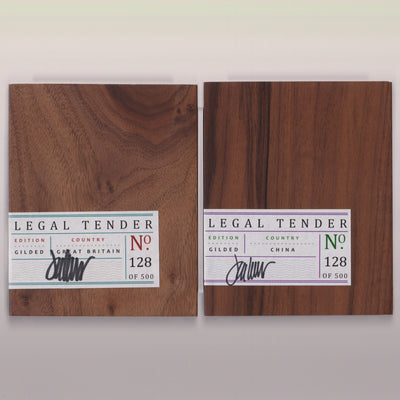 LEGAL TENDER
EDITION COUNTRY No.
GILDED GREAT BRITAIN 128
OF 500
LEGAL TENDER
EDITION COUNTRY No.
GILDED CHINA 128
OF 500